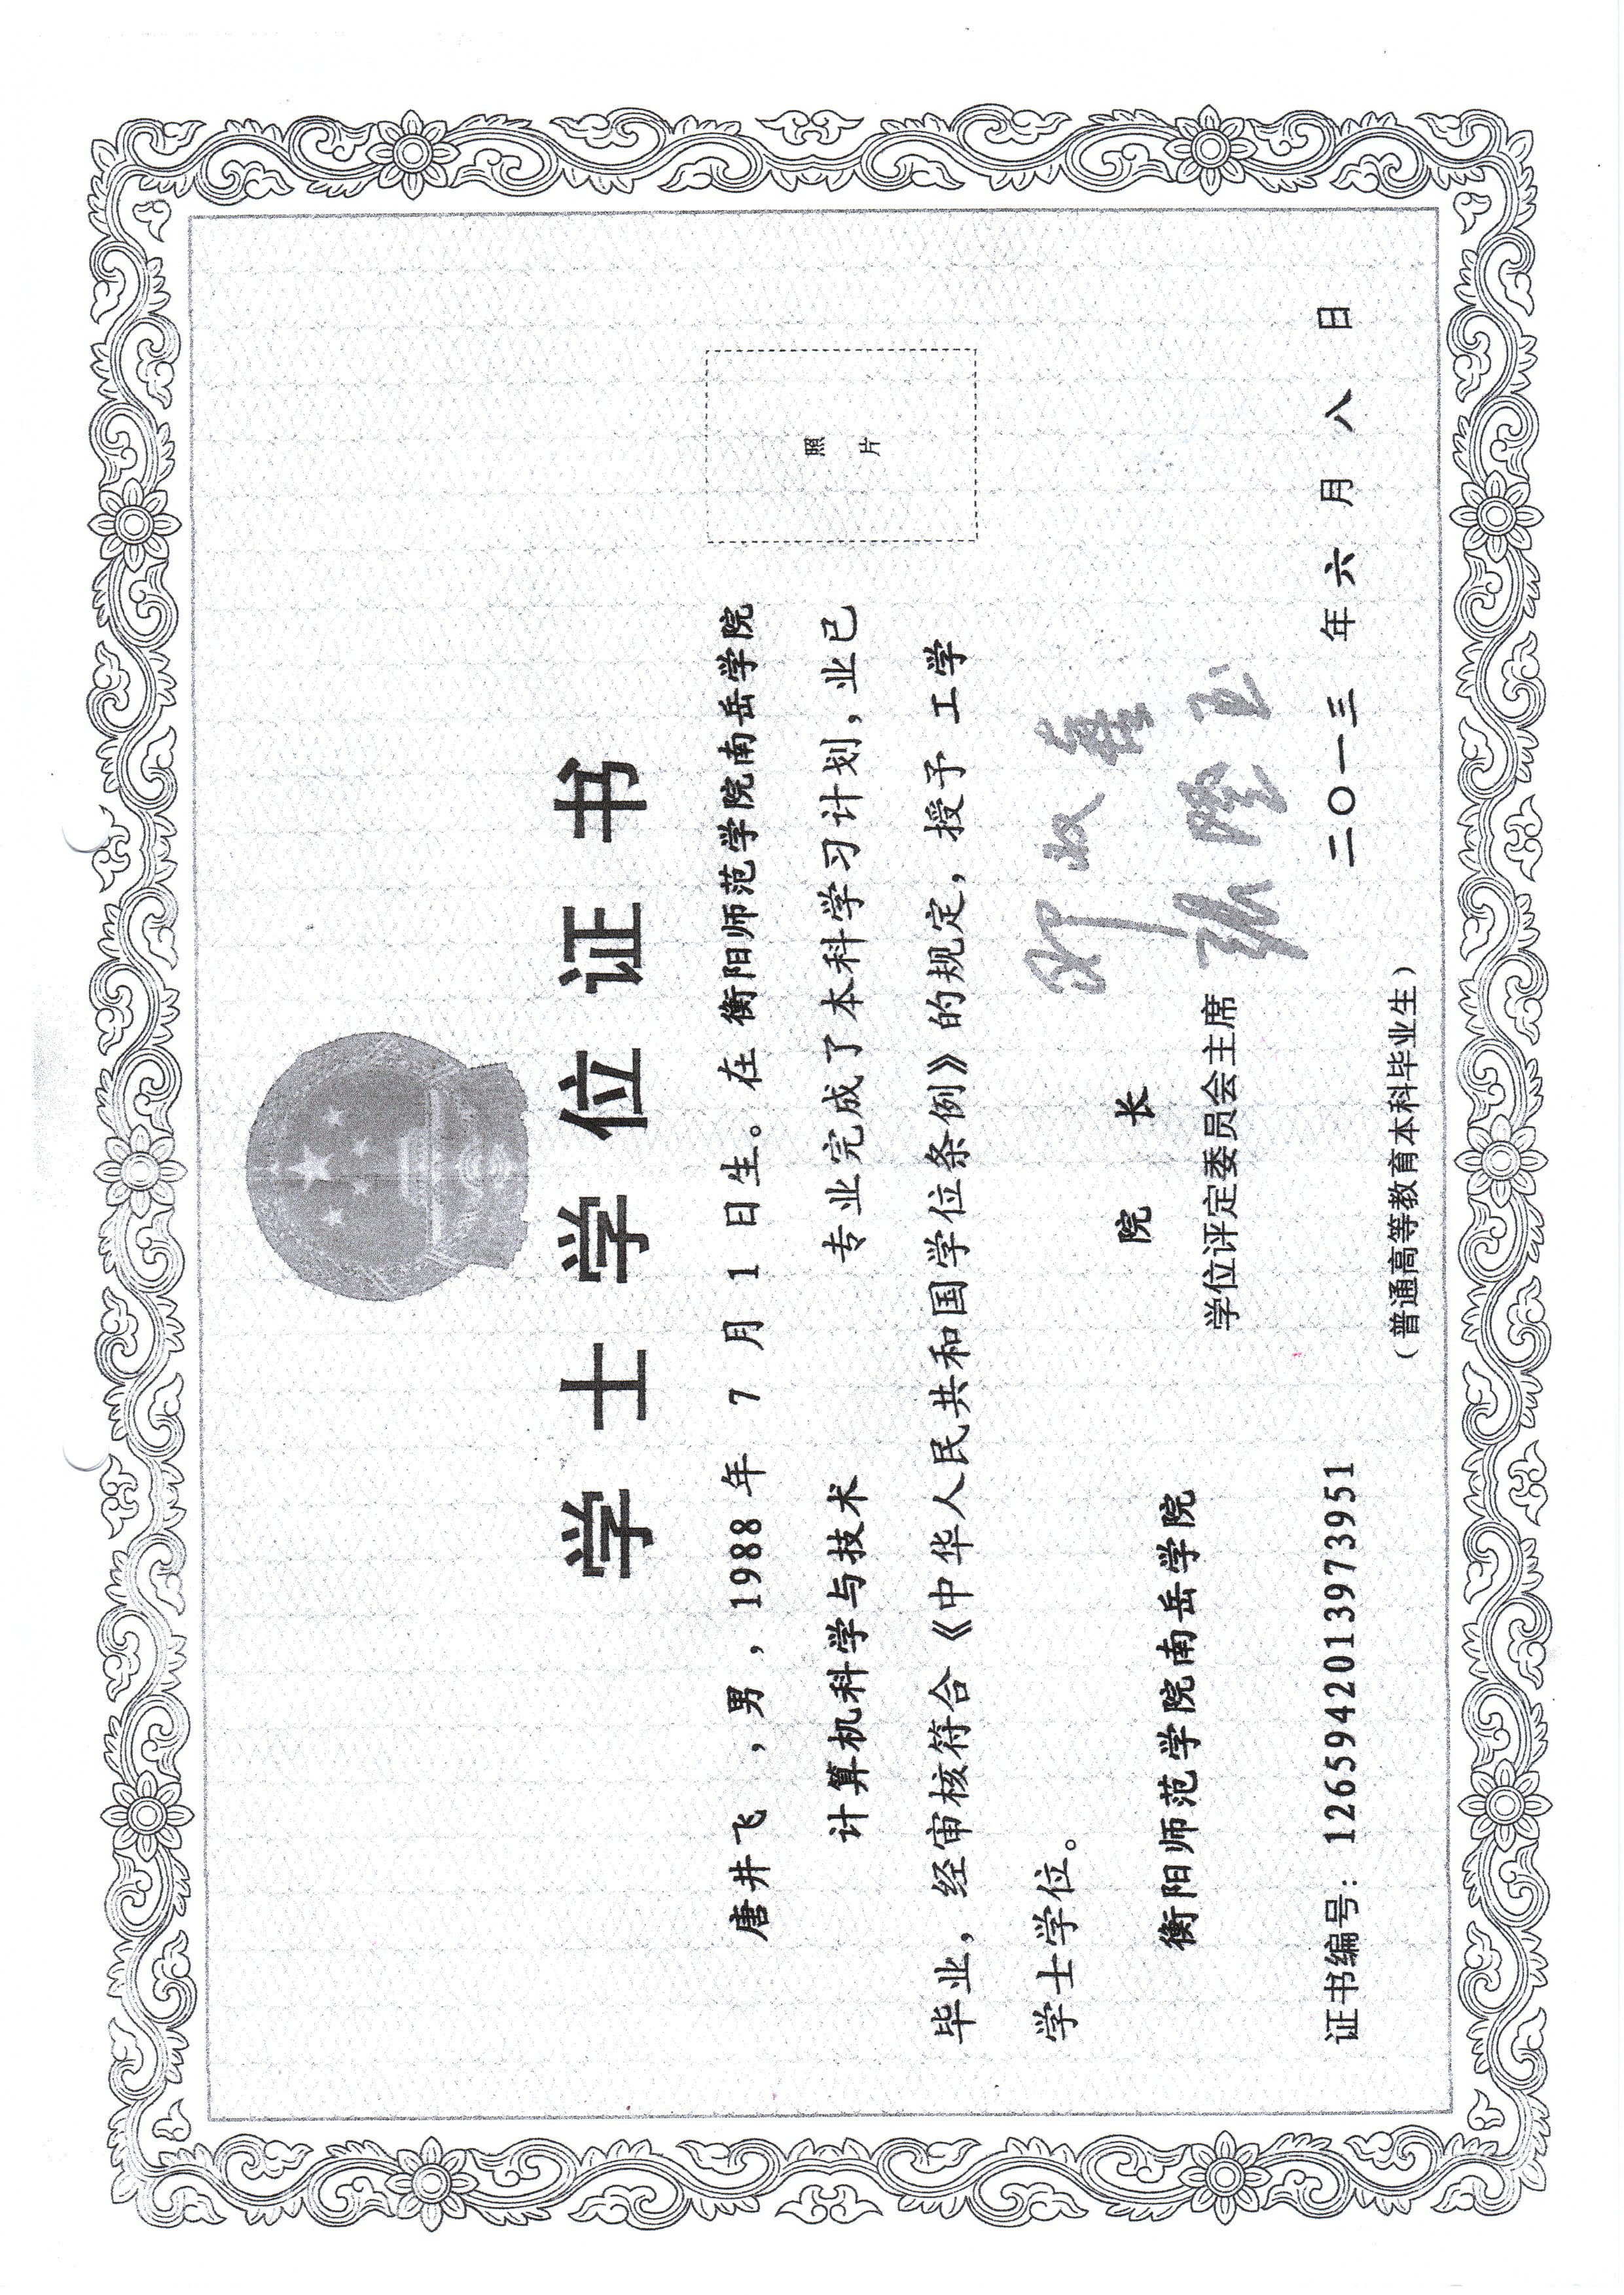 学士学位证书
唐井飞，男，1988年7月1日生。在衡阳师范学院南岳学院
计算机科学与技术 专业完成了本科学习计划，业已
毕业，经审核符合《中华人民共和国学位条例》的规定，授予 工学
学士学位。
照
片
衡阳师范学院南岳学院
院 长
学位评定委员会主席
证书编号：1265942013973951
二〇一三年六月八日
（普通高等教育本科毕业生）